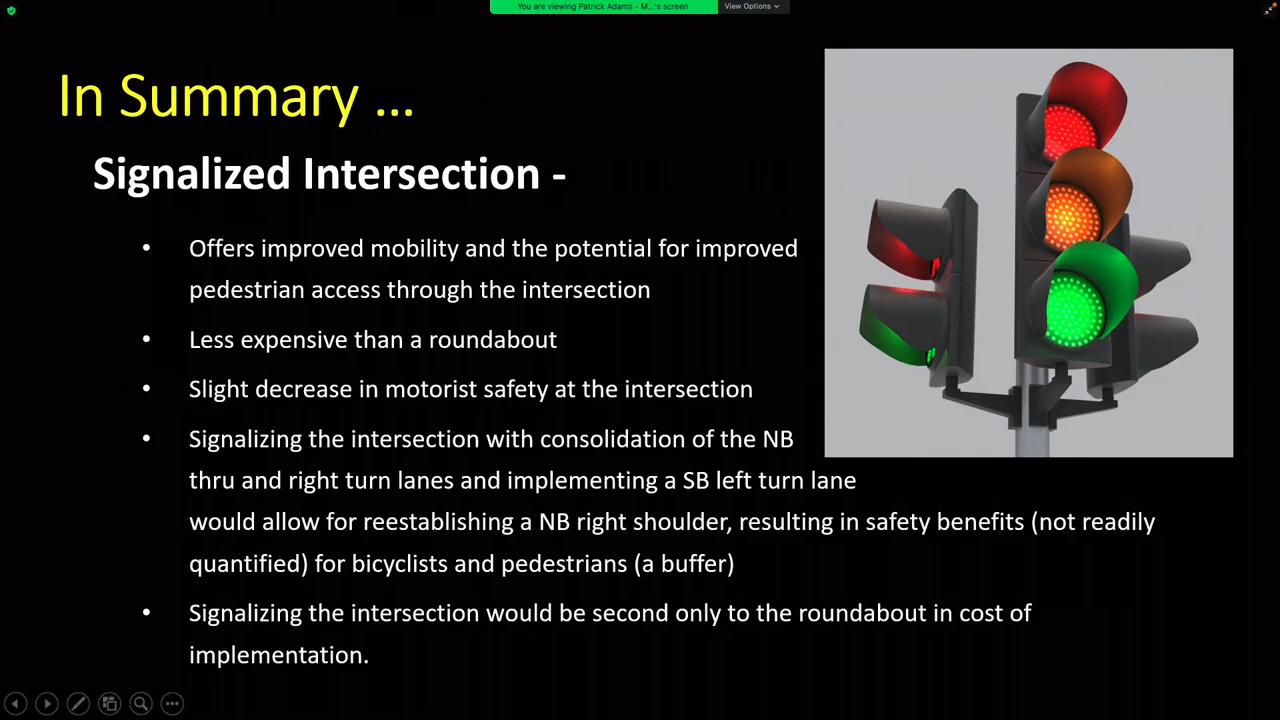 You are viewing Patrick Adams - M...'s screen
View Options
In Summary ...
Signalized Intersection -
• Offers improved mobility and the potential for improved
pedestrian access through the intersection
• Less expensive than a roundabout
• Slight decrease in motorist safety at the intersection
• Signalizing the intersection with consolidation of the NB
thru and right turn lanes and implementing a SB left turn lane
would allow for reestablishing a NB right shoulder, resulting in safety benefits (not readily
quantified) for bicyclists and pedestrians (a buffer)
• Signalizing the intersection would be second only to the roundabout in cost of
implementation.